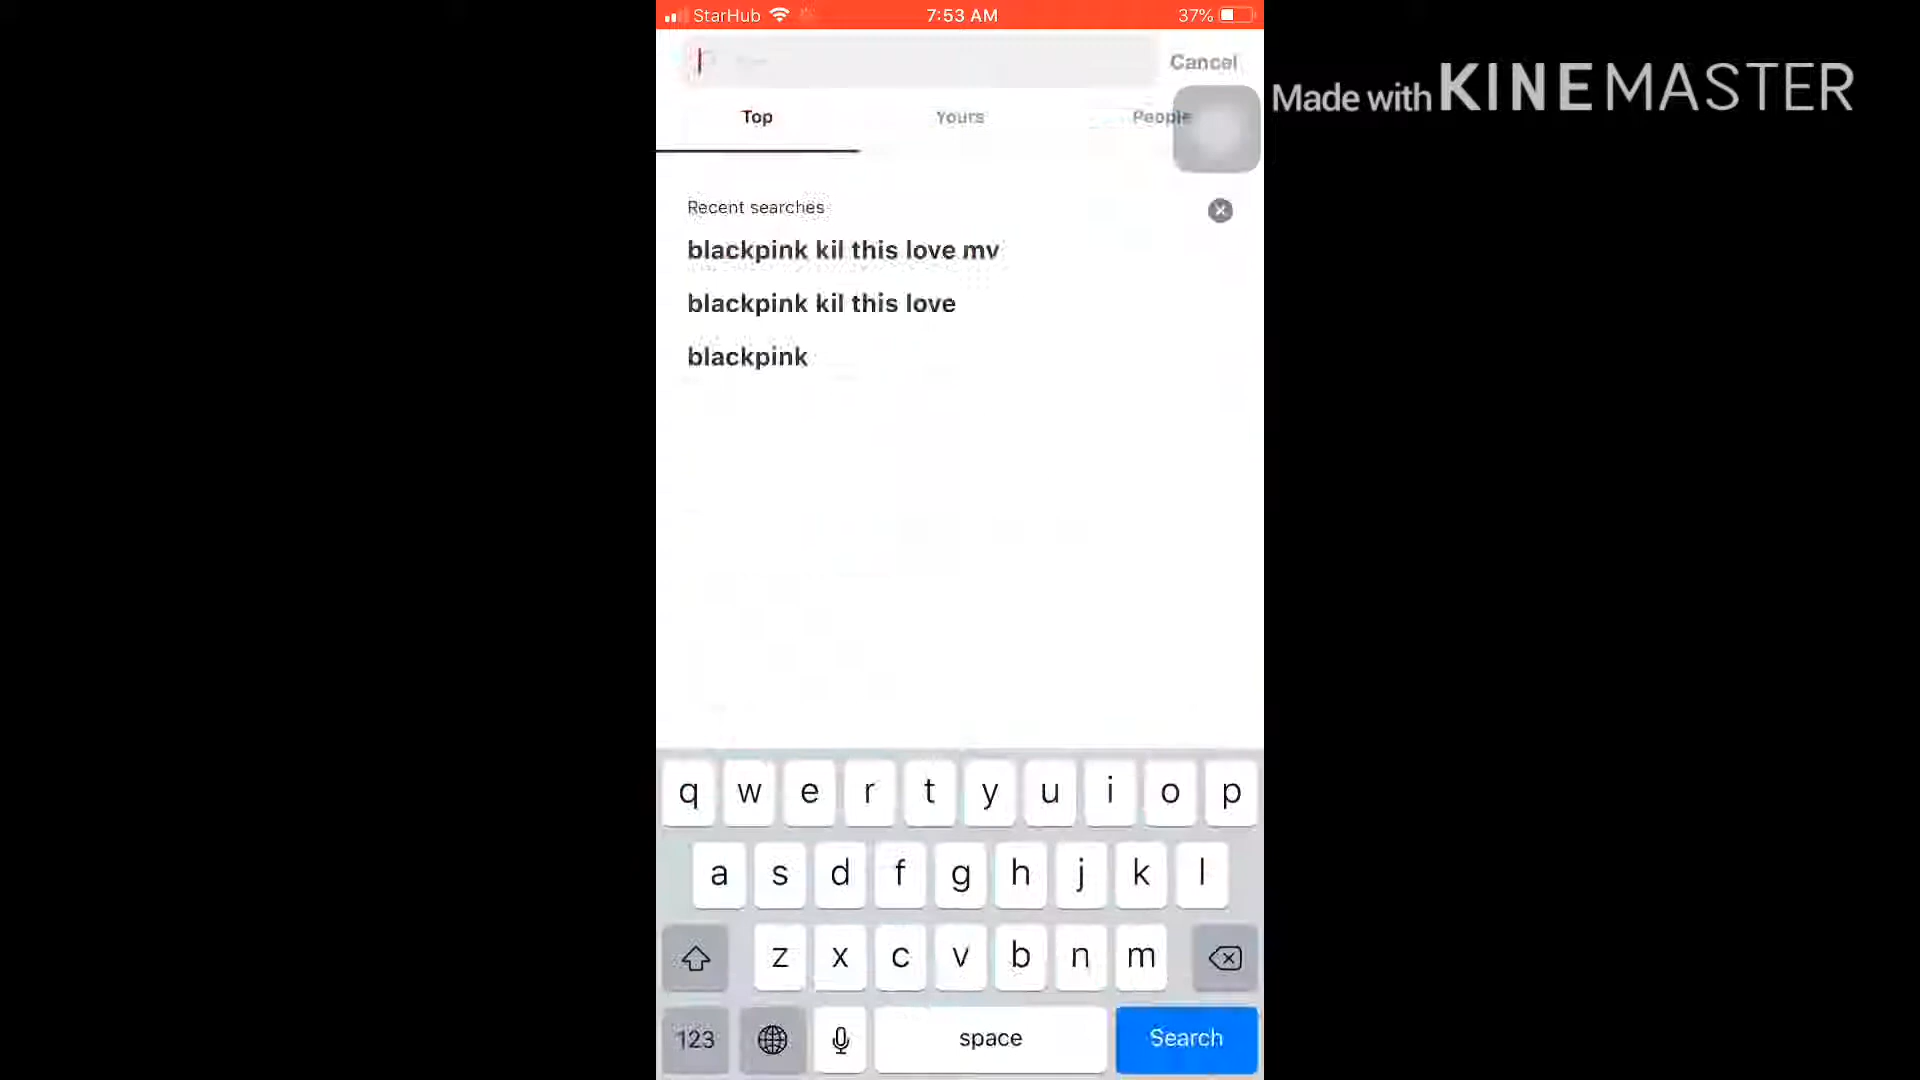 StarHub 7:53 AM 37%
Cancel
Made with KINEMASTER
Top Yours People
Recent searches
blackpink kil this love mv
blackpink kil this love
blackpink
q w e r t y u i o p
a s d f g h j k l
z x c v b n m
123 space Search